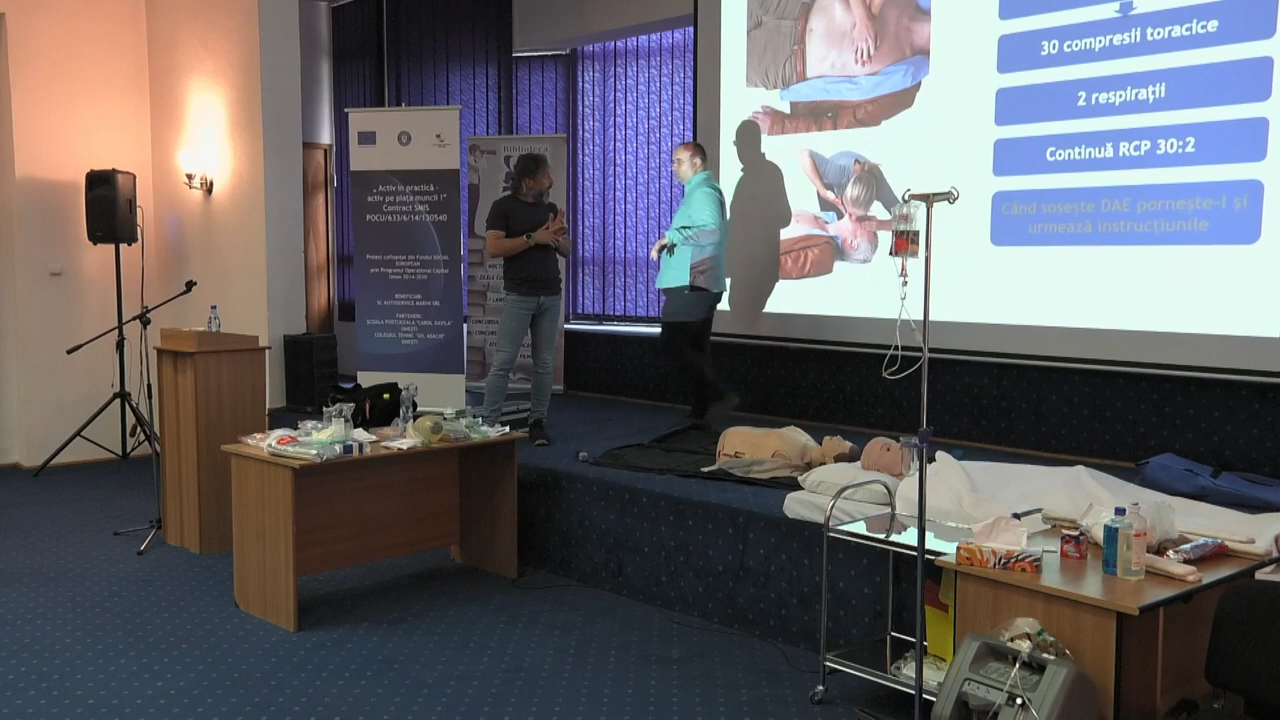 „ Activ în practică -
activ pe piața muncii !”
Contract SMIS
POCU/633/6/14/130540
Proiect cofinanțat din Fondul SOCIAL
EUROPEAN
prin Programul Operațional Capital
Uman 2014-2020
BENEFICIAR:
SC AUTOSERVICE MARINI SRL
PARTENERI:
ȘCOALA POSTLICEALĂ "CAROL DAVILA"
ONEȘTI
COLEGIUL TEHNIC "GH. ASACHI"
ONEȘTI
Biblioteca
30 compresii toracice
2 respirații
Continuă RCP 30:2
Când sosește DAE pornește-l și
urmează instrucțiunile